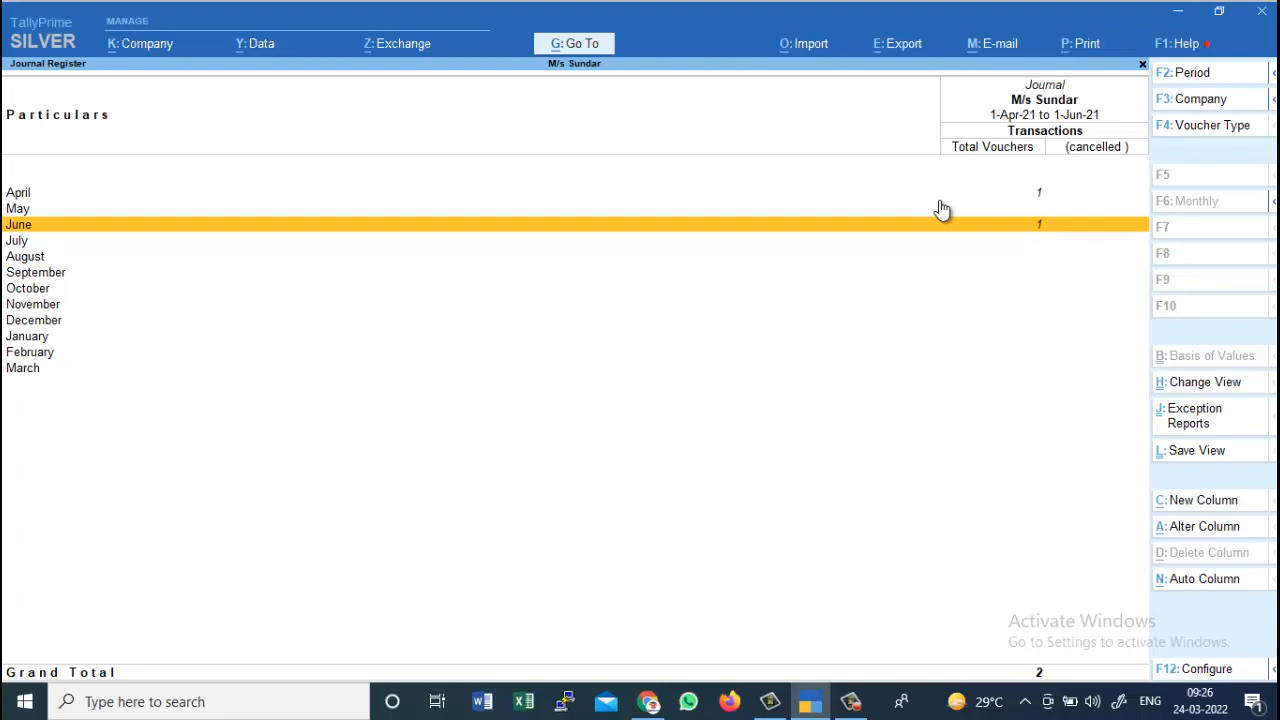 TallyPrime
SILVER
MANAGE
K: Company
Y: Data
Z: Exchange
G: Go To
O: Import
E: Export
M: E-mail
P: Print
F1: Help
Journal Register
M/s Sundar
Particulars
Journal
M/s Sundar
1-Apr-21 to 1-Jun-21
Transactions
Total Vouchers
(cancelled )
April 1
May
June 1
July
August
September
October
November
December
January
February
March
Grand Total 2
F2: Period
F3: Company
F4: Voucher Type
F5
F6: Monthly
F7
F8
F9
F10
B: Basis of Values
H: Change View
J: Exception
Reports
L: Save View
C: New Column
A: Alter Column
D: Delete Column
N: Auto Column
Activate Windows
Go to Settings to activate Windows.
F12: Configure
Type here to search
29°C
ENG
09:26
24-03-2022
1